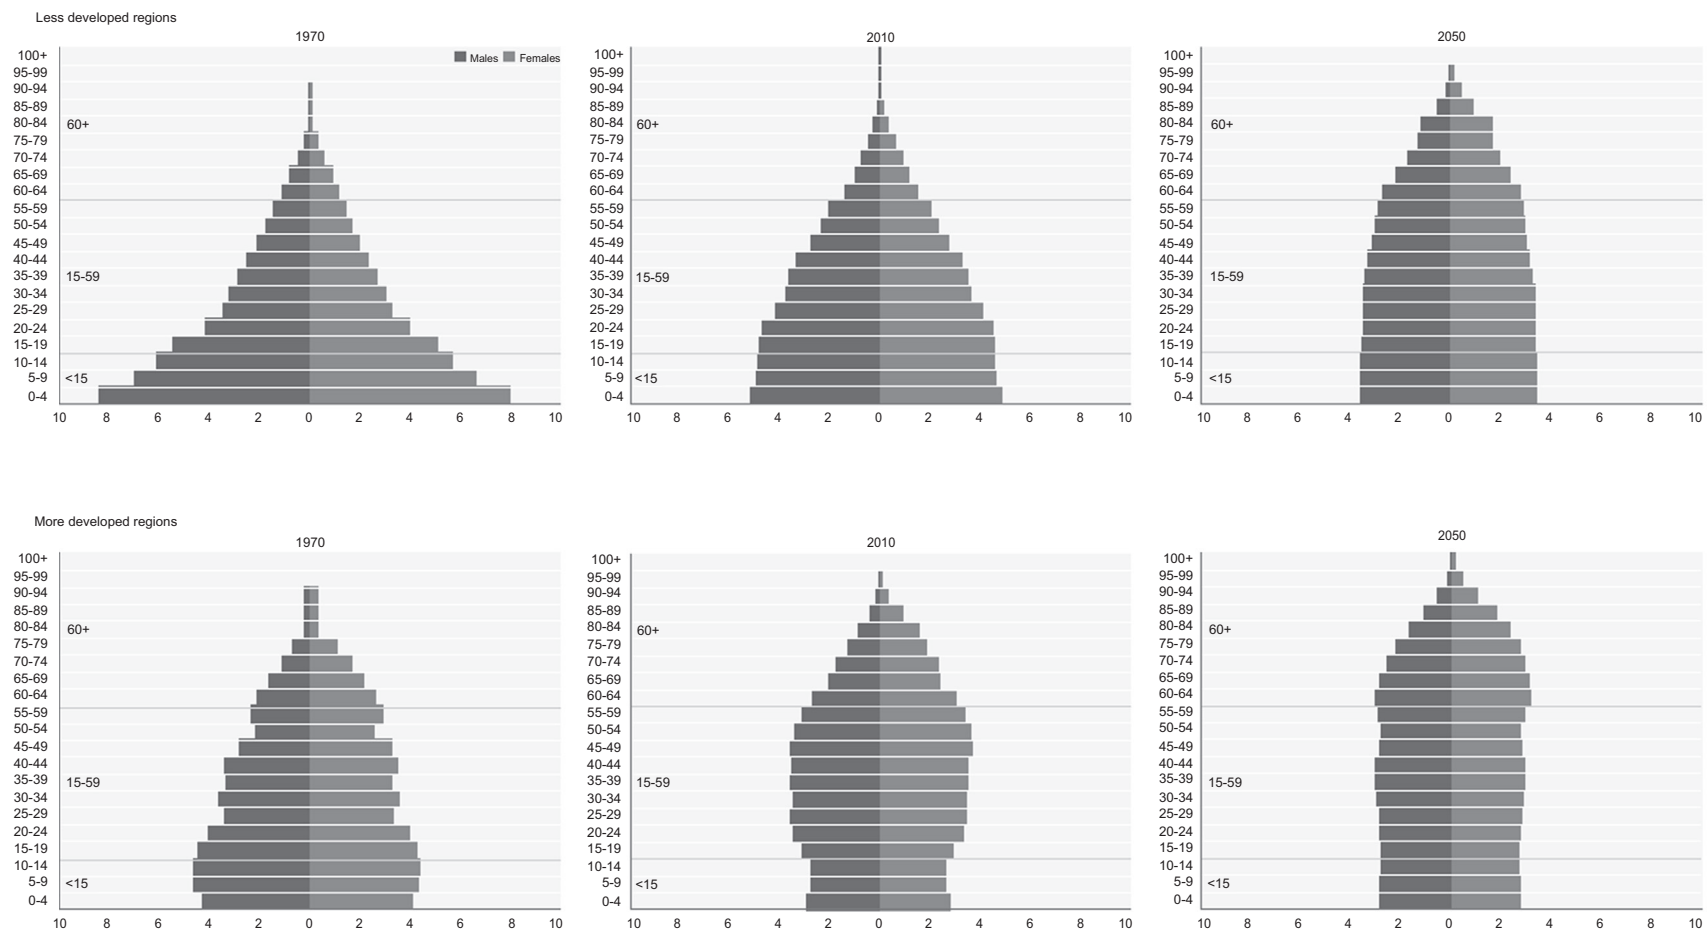 Less developed regions
1970 2010 2050
100+ Males Females 100+ 100+
95-99 95-99 95-99
90-94 90-94 90-94
85-89 85-89 85-89
80-84 60+ 80-84 60+ 80-84 60+
75-79 75-79 75-79
70-74 70-74 70-74
65-69 65-69 65-69
60-64 60-64 60-64
55-59 55-59 55-59
50-54 50-54 50-54
45-49 45-49 45-49
40-44 40-44 40-44
35-39 15-59 35-39 15-59 35-39 15-59
30-34 30-34 30-34
25-29 25-29 25-29
20-24 20-24 20-24
15-19 15-19 15-19
10-14 10-14 10-14
5-9 <15 5-9 <15 5-9 <15
0-4 0-4 0-4
10 8 6 4 2 0 2 4 6 8 10 10 8 6 4 2 0 2 4 6 8 10 10 8 6 4 2 0 2 4 6 8 10
More developed regions
1970 2010 2050
100+ 100+ 100+
95-99 95-99 95-99
90-94 90-94 90-94
85-89 85-89 85-89
80-84 60+ 80-84 60+ 80-84 60+
75-79 75-79 75-79
70-74 70-74 70-74
65-69 65-69 65-69
60-64 60-64 60-64
55-59 55-59 55-59
50-54 50-54 50-54
45-49 45-49 45-49
40-44 40-44 40-44
35-39 15-59 35-39 15-59 35-39 15-59
30-34 30-34 30-34
25-29 25-29 25-29
20-24 20-24 20-24
15-19 15-19 15-19
10-14 10-14 10-14
5-9 <15 5-9 <15 5-9 <15
0-4 0-4 0-4
10 8 6 4 2 0 2 4 6 8 10 10 8 6 4 2 0 2 4 6 8 10 10 8 6 4 2 0 2 4 6 8 10